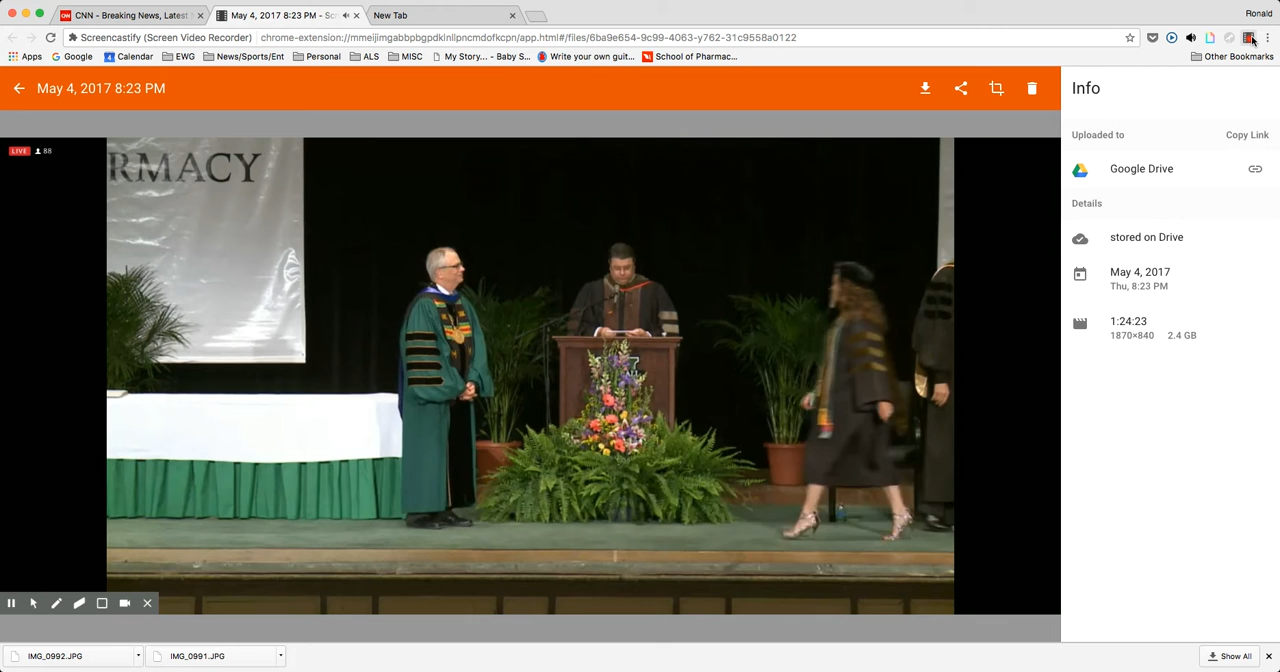 CNN - Breaking News, Latest
May 4, 2017 8:23 PM - Sc
New Tab
Ronald
Screencastify (Screen Video Recorder)
chrome-extension://mmeijimgabbpbgpdklnllpncmdofkcpn/app.html#/files/6ba9e654-9c99-4063-y762-31c9558a0122
Apps
Google
Calendar
EWG
News/Sports/Ent
Personal
ALS
MISC
My Story... - Baby S...
Write your own guit...
School of Pharmac...
Other Bookmarks
May 4, 2017 8:23 PM
LIVE 88
RMACY
Info
Uploaded to
Copy Link
Google Drive
Details
stored on Drive
May 4, 2017
Thu, 8:23 PM
1:24:23
1870×840 2.4 GB
IMG_0992.JPG
IMG_0991.JPG
Show All